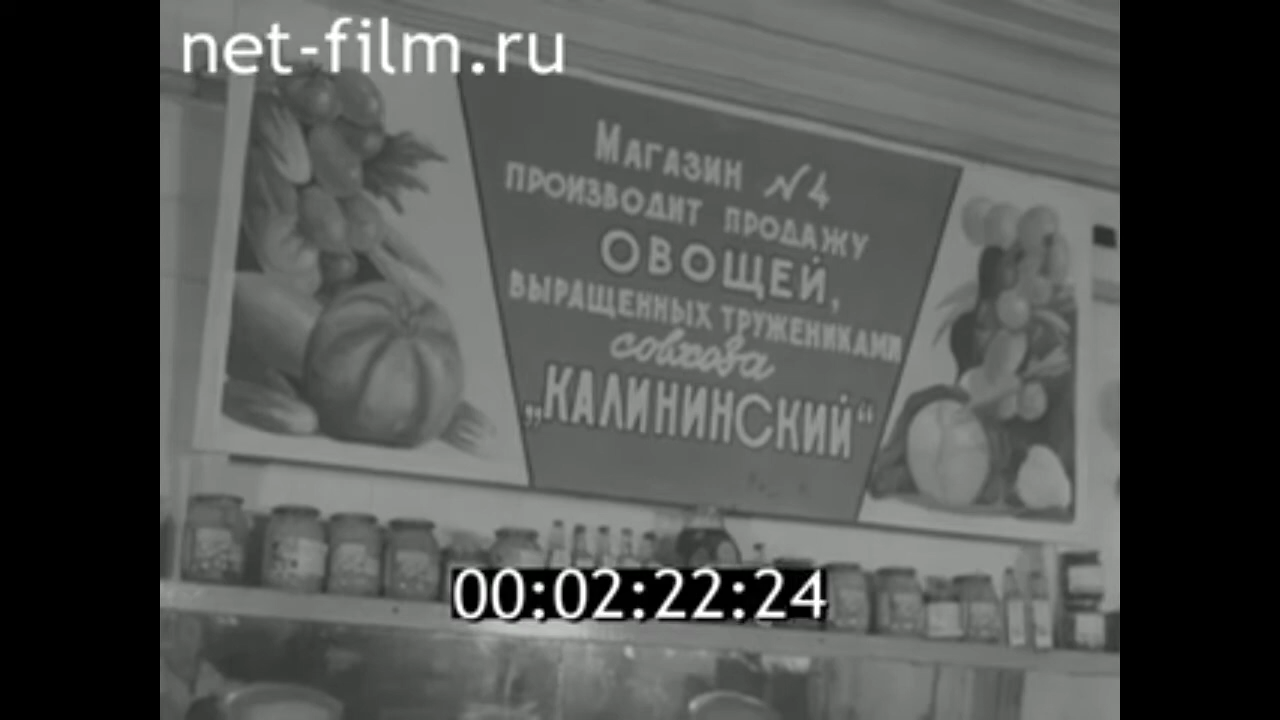 net-film.ru
Магазин №4
производит продажу
овощей,
выращенных тружениками
совхоза
„Калининский“
00:02:22:24